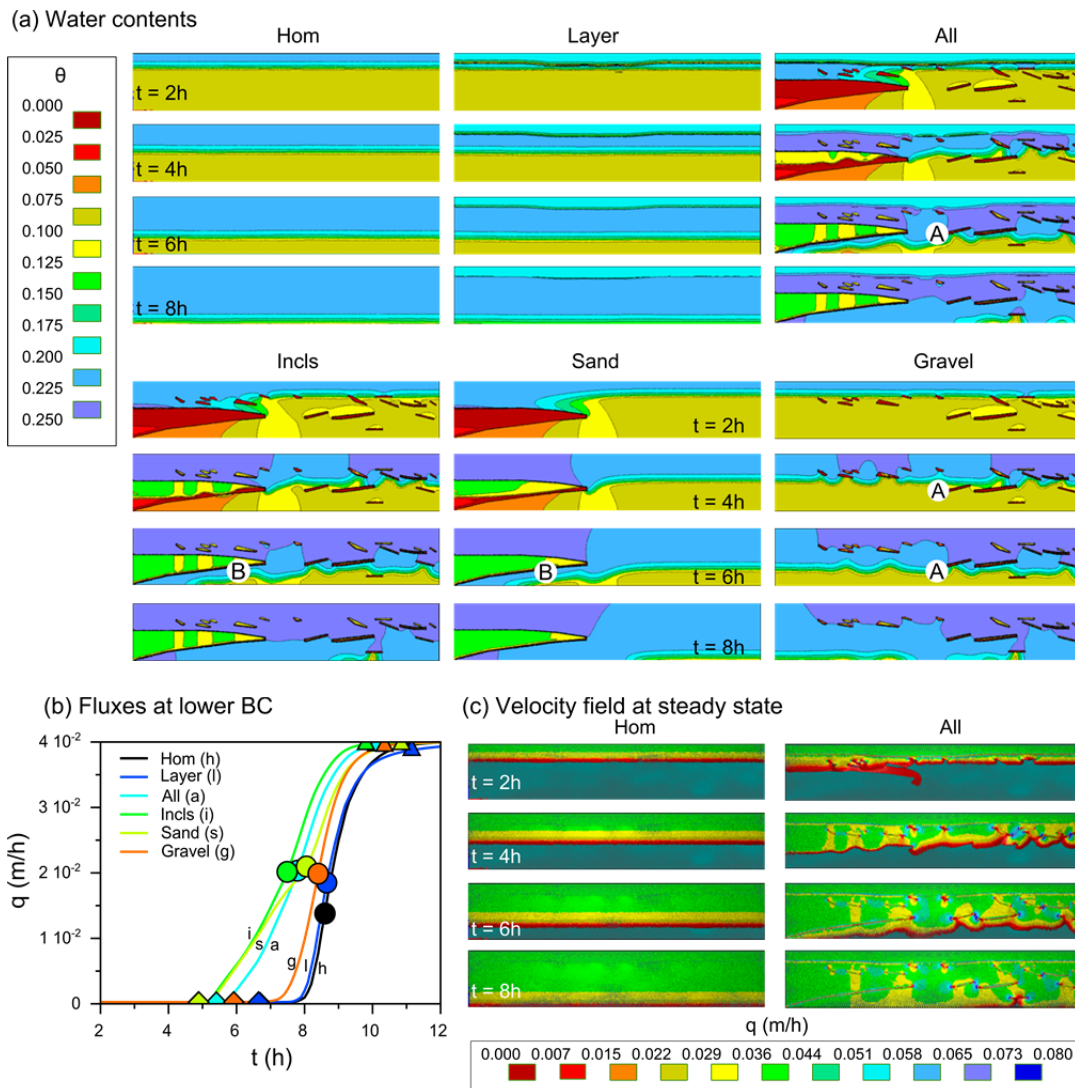 (a) Water contents
Hom Layer All
θ
0.000
0.025
0.050
0.075
0.100
0.125
0.150
0.175
0.200
0.225
0.250
t = 2h
t = 4h
t = 6h
A
t = 8h
Incls Sand Gravel
t = 2h
t = 4h
A
B B t = 6h A
t = 8h
(b) Fluxes at lower BC
4 10⁻²
3 10⁻²
2 10⁻²
1 10⁻²
0
q (m/h)
Hom (h)
Layer (l)
All (a)
Incls (i)
Sand (s)
Gravel (g)
i s a g l h
2 4 6 8 10 12
t (h)
(c) Velocity field at steady state
Hom All
t = 2h
t = 4h
t = 6h
t = 8h
q (m/h)
0.000 0.007 0.015 0.022 0.029 0.036 0.044 0.051 0.058 0.065 0.073 0.080